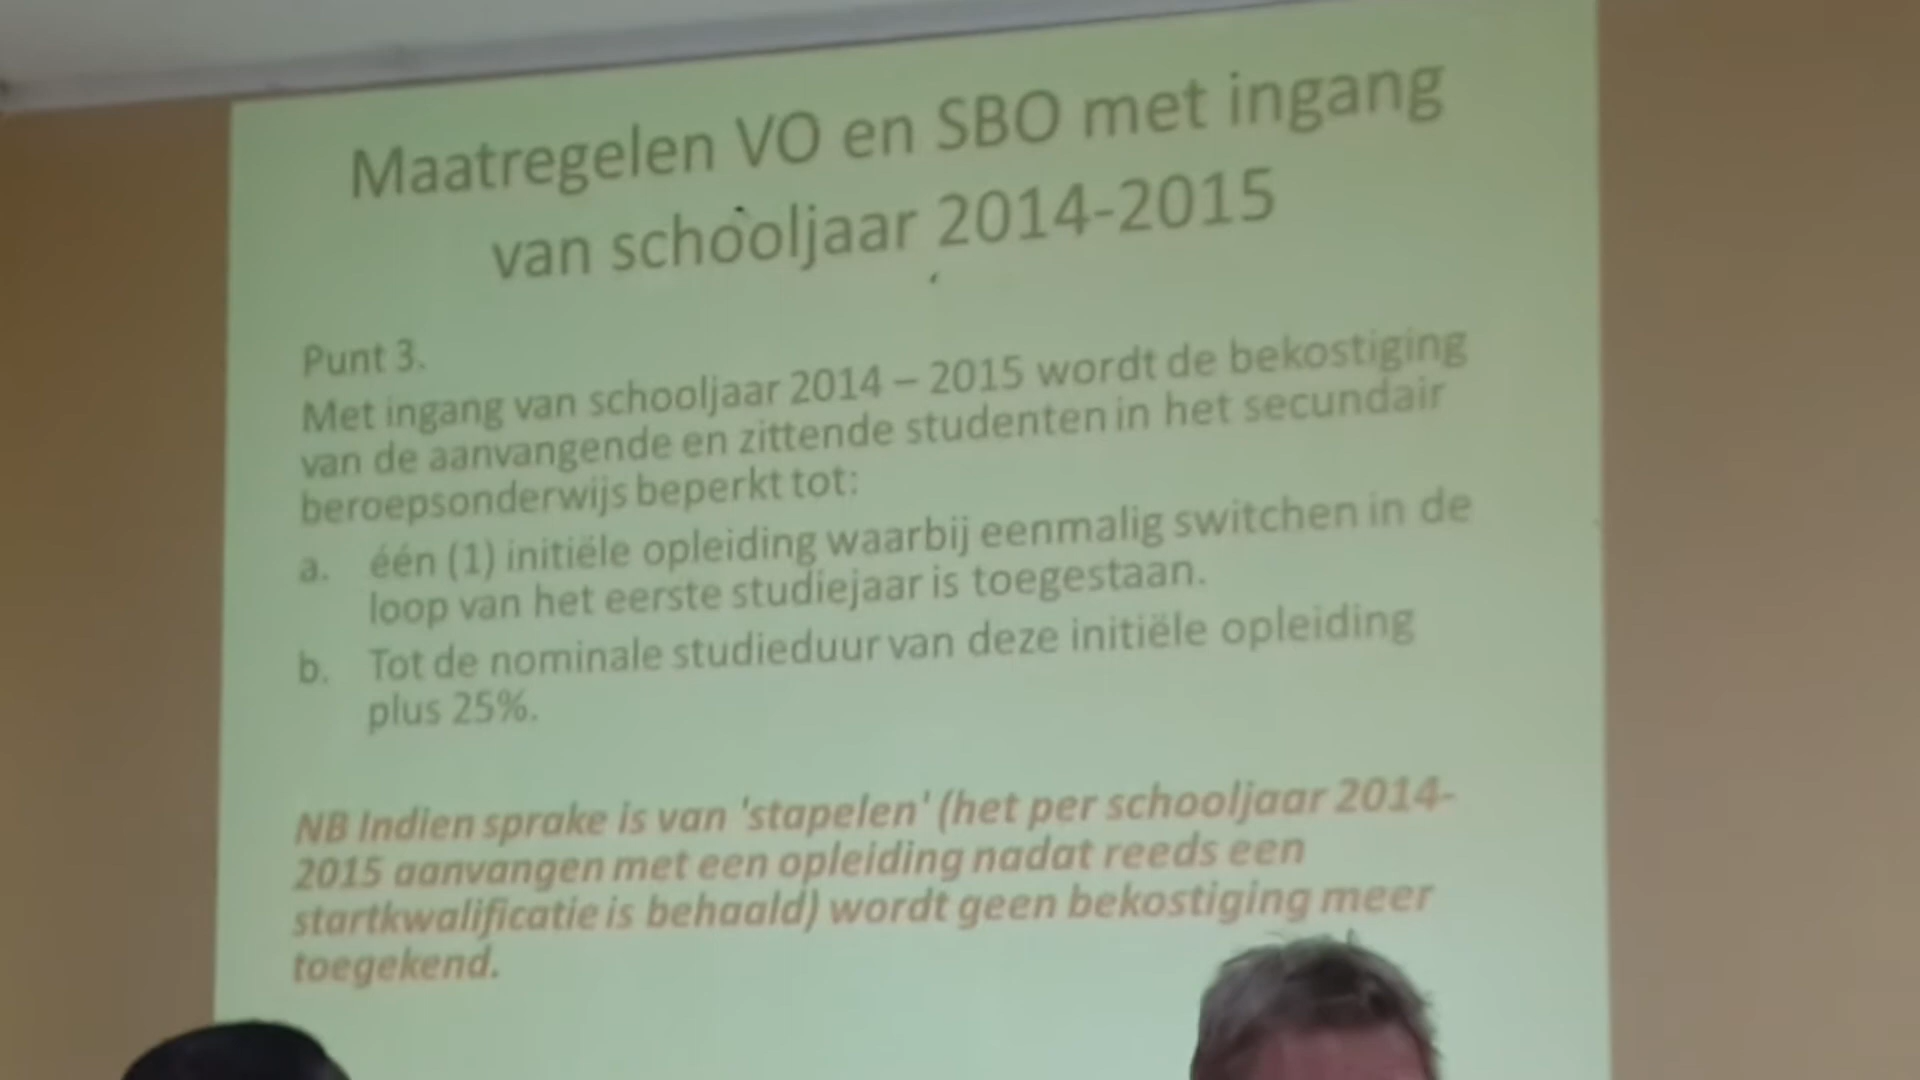 Maatregelen VO en SBO met ingang
van schooljaar 2014-2015
Punt 3.
Met ingang van schooljaar 2014 – 2015 wordt de bekostiging
van de aanvangende en zittende studenten in het secundair
beroepsonderwijs beperkt tot:
a. één (1) initiële opleiding waarbij eenmalig switchen in de
loop van het eerste studiejaar is toegestaan.
b. Tot de nominale studieduur van deze initiële opleiding
plus 25%.
NB Indien sprake is van 'stapelen' (het per schooljaar 2014-
2015 aanvangen met een opleiding nadat reeds een
startkwalificatie is behaald) wordt geen bekostiging meer
toegekend.